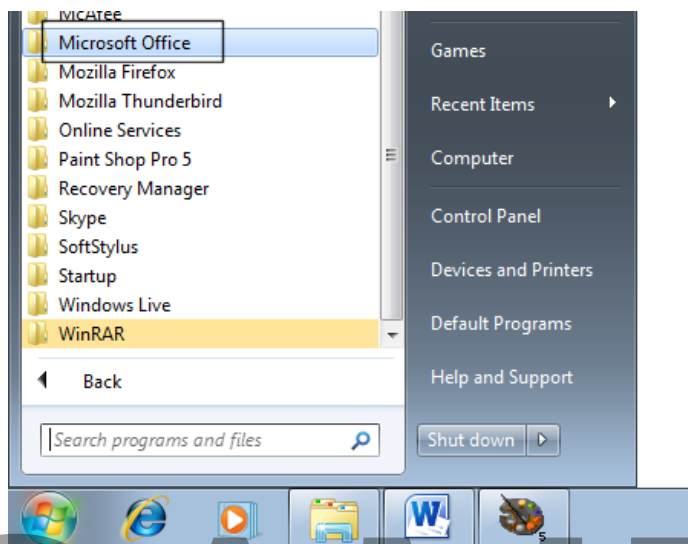 McAfee
Microsoft Office
Mozilla Firefox
Mozilla Thunderbird
Online Services
Paint Shop Pro 5
Recovery Manager
Skype
SoftStylus
Startup
Windows Live
WinRAR
Back
Search programs and files
Games
Recent Items
Computer
Control Panel
Devices and Printers
Default Programs
Help and Support
Shut down
W
5